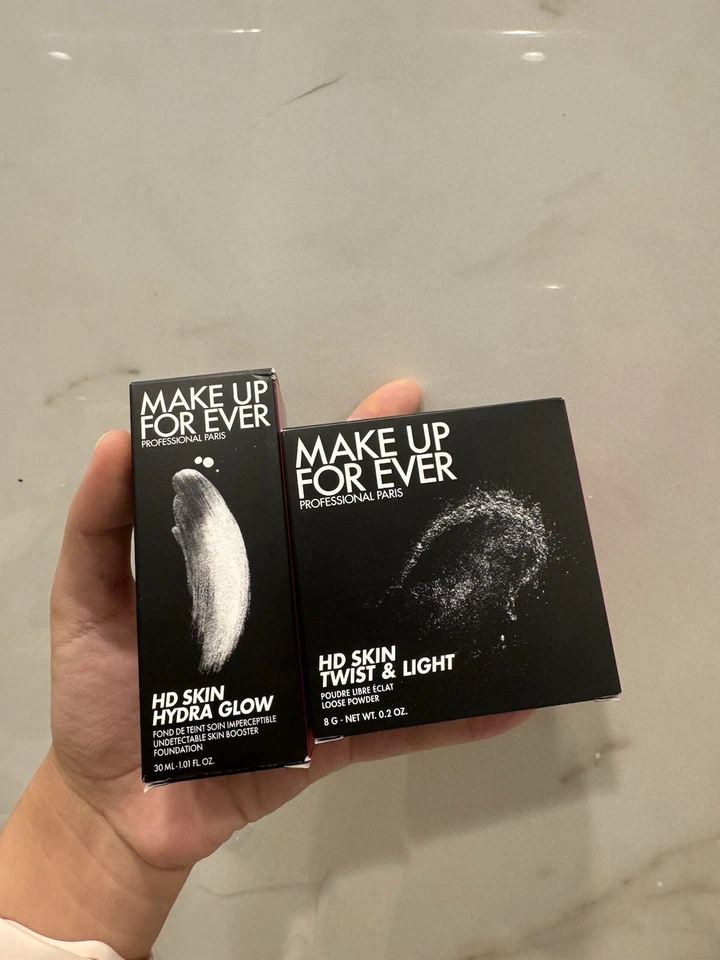 MAKE UP
FOR EVER
PROFESSIONAL PARIS
HD SKIN
HYDRA GLOW
FOND DE TEINT SOIN IMPERCEPTIBLE
UNDETECTABLE SKIN BOOSTER
FOUNDATION
30 ML - 1.01 FL. OZ.
MAKE UP
FOR EVER
PROFESSIONAL PARIS
HD SKIN
TWIST & LIGHT
POUDRE LIBRE ÉCLAT
LOOSE POWDER
8 G - NET WT. 0.2 OZ.